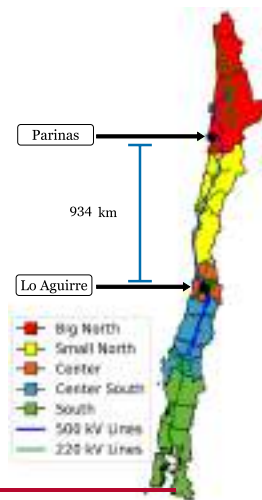 Parinas
934 km
Lo Aguirre
Big North
Small North
Center
Center South
South
500 kV Lines
220 kV Lines